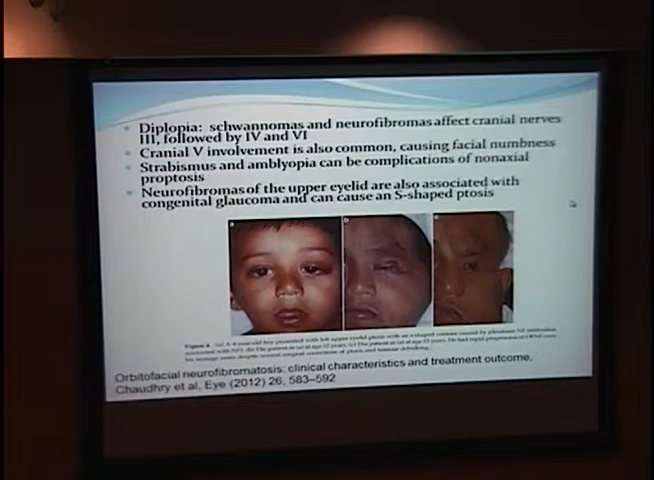 Diplopia: schwannomas and neurofibromas affect cranial nerves
III, followed by IV and VI
Cranial V involvement is also common, causing facial numbness
Strabismus and amblyopia can be complications of nonaxial
proptosis
Neurofibromas of the upper eyelid are also associated with
congenital glaucoma and can cause an S-shaped ptosis
a b c
Orbitofacial neurofibromatosis: clinical characteristics and treatment outcome.
Chaudhry et al, Eye (2012) 26, 583–592